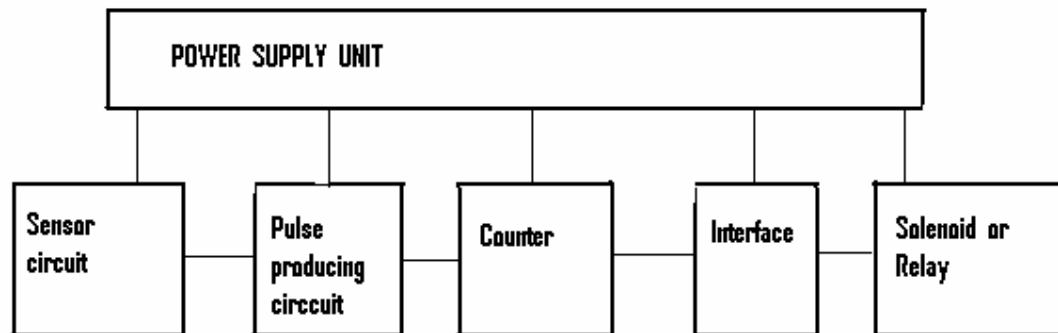 POWER SUPPLY UNIT
Sensor
circuit
Pulse
producing
circcuit
Counter
Interface
Solenoid or
Relay